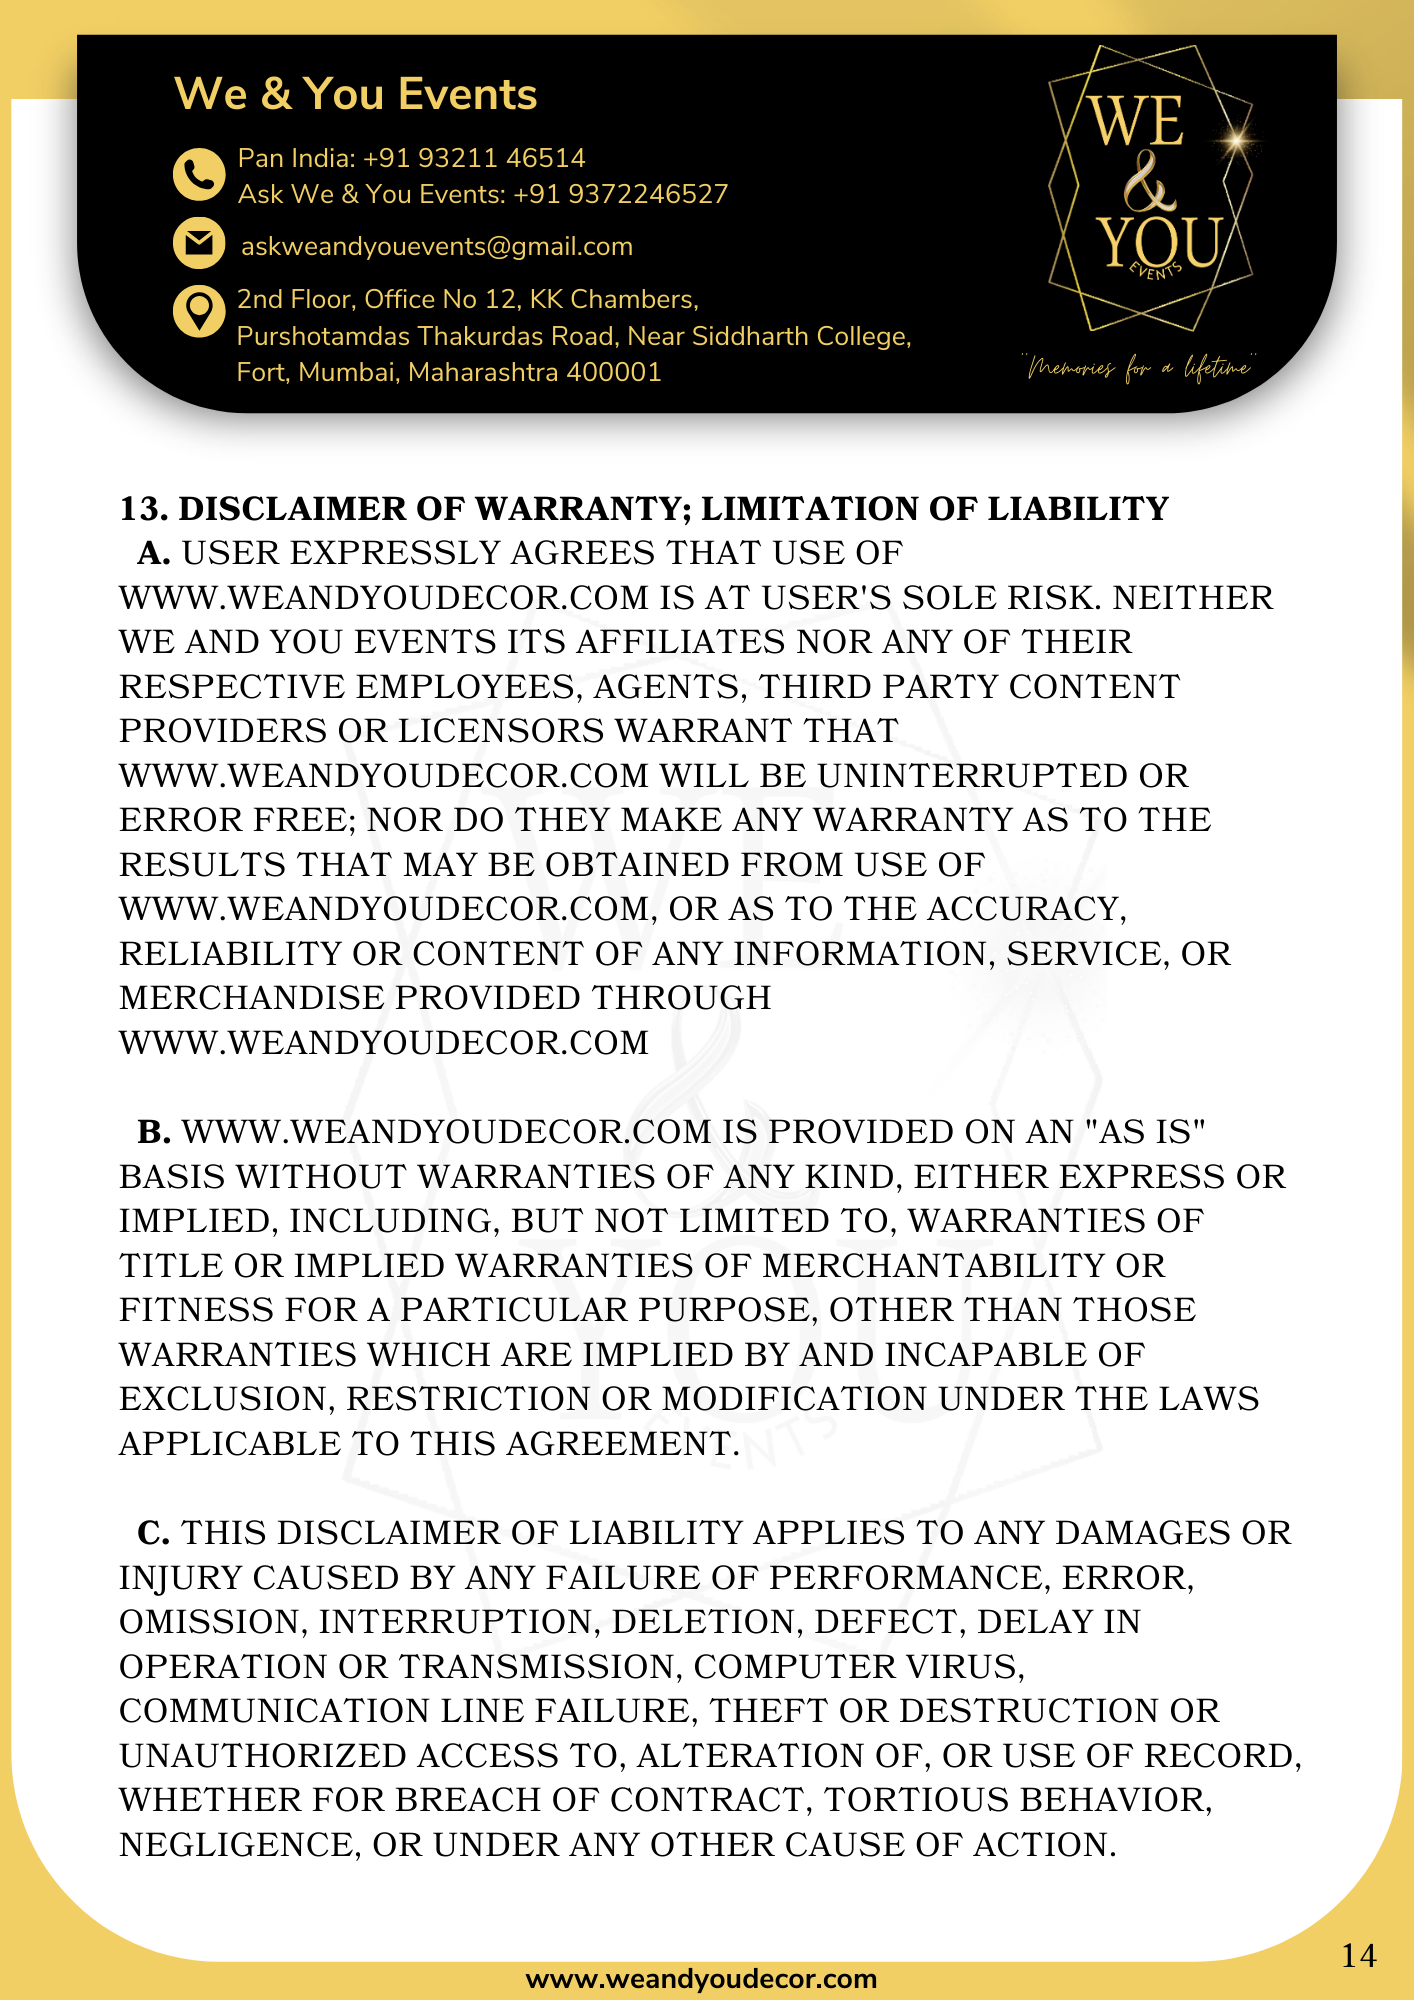 We & You Events
Pan India: +91 93211 46514
Ask We & You Events: +91 9372246527
askweandyouevents@gmail.com
2nd Floor, Office No 12, KK Chambers,
Purshotamdas Thakurdas Road, Near Siddharth College,
Fort, Mumbai, Maharashtra 400001
WE
&
YOU
EVENTS
"Memories for a lifetime"
13. DISCLAIMER OF WARRANTY; LIMITATION OF LIABILITY
A. USER EXPRESSLY AGREES THAT USE OF
WWW.WEANDYOUDECOR.COM IS AT USER'S SOLE RISK. NEITHER
WE AND YOU EVENTS ITS AFFILIATES NOR ANY OF THEIR
RESPECTIVE EMPLOYEES, AGENTS, THIRD PARTY CONTENT
PROVIDERS OR LICENSORS WARRANT THAT
WWW.WEANDYOUDECOR.COM WILL BE UNINTERRUPTED OR
ERROR FREE; NOR DO THEY MAKE ANY WARRANTY AS TO THE
RESULTS THAT MAY BE OBTAINED FROM USE OF
WWW.WEANDYOUDECOR.COM, OR AS TO THE ACCURACY,
RELIABILITY OR CONTENT OF ANY INFORMATION, SERVICE, OR
MERCHANDISE PROVIDED THROUGH
WWW.WEANDYOUDECOR.COM
B. WWW.WEANDYOUDECOR.COM IS PROVIDED ON AN "AS IS"
BASIS WITHOUT WARRANTIES OF ANY KIND, EITHER EXPRESS OR
IMPLIED, INCLUDING, BUT NOT LIMITED TO, WARRANTIES OF
TITLE OR IMPLIED WARRANTIES OF MERCHANTABILITY OR
FITNESS FOR A PARTICULAR PURPOSE, OTHER THAN THOSE
WARRANTIES WHICH ARE IMPLIED BY AND INCAPABLE OF
EXCLUSION, RESTRICTION OR MODIFICATION UNDER THE LAWS
APPLICABLE TO THIS AGREEMENT.
C. THIS DISCLAIMER OF LIABILITY APPLIES TO ANY DAMAGES OR
INJURY CAUSED BY ANY FAILURE OF PERFORMANCE, ERROR,
OMISSION, INTERRUPTION, DELETION, DEFECT, DELAY IN
OPERATION OR TRANSMISSION, COMPUTER VIRUS,
COMMUNICATION LINE FAILURE, THEFT OR DESTRUCTION OR
UNAUTHORIZED ACCESS TO, ALTERATION OF, OR USE OF RECORD,
WHETHER FOR BREACH OF CONTRACT, TORTIOUS BEHAVIOR,
NEGLIGENCE, OR UNDER ANY OTHER CAUSE OF ACTION.
14
www.weandyoudecor.com